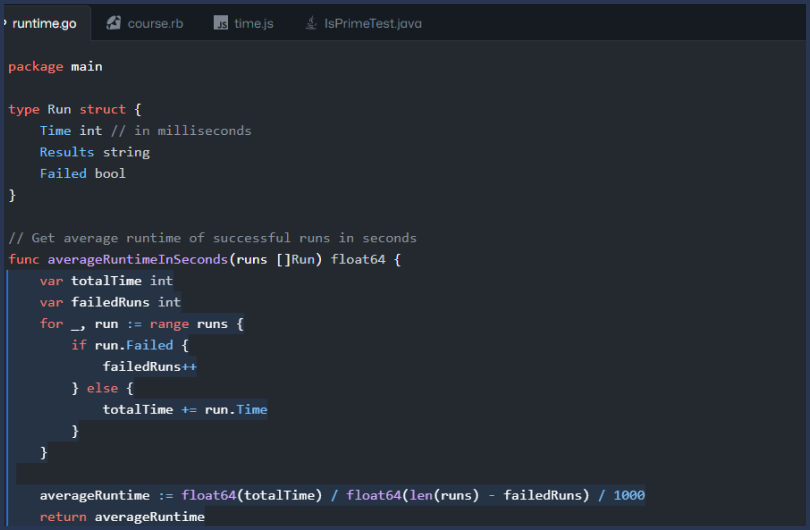 runtime.go course.rb JS time.js IsPrimeTest.java
package main
type Run struct {
    Time int // in milliseconds
    Results string
    Failed bool
}
// Get average runtime of successful runs in seconds
func averageRuntimeInSeconds(runs []Run) float64 {
    var totalTime int
    var failedRuns int
    for _, run := range runs {
        if run.Failed {
            failedRuns++
        } else {
            totalTime += run.Time
        }
    }
    averageRuntime := float64(totalTime) / float64(len(runs) - failedRuns) / 1000
    return averageRuntime